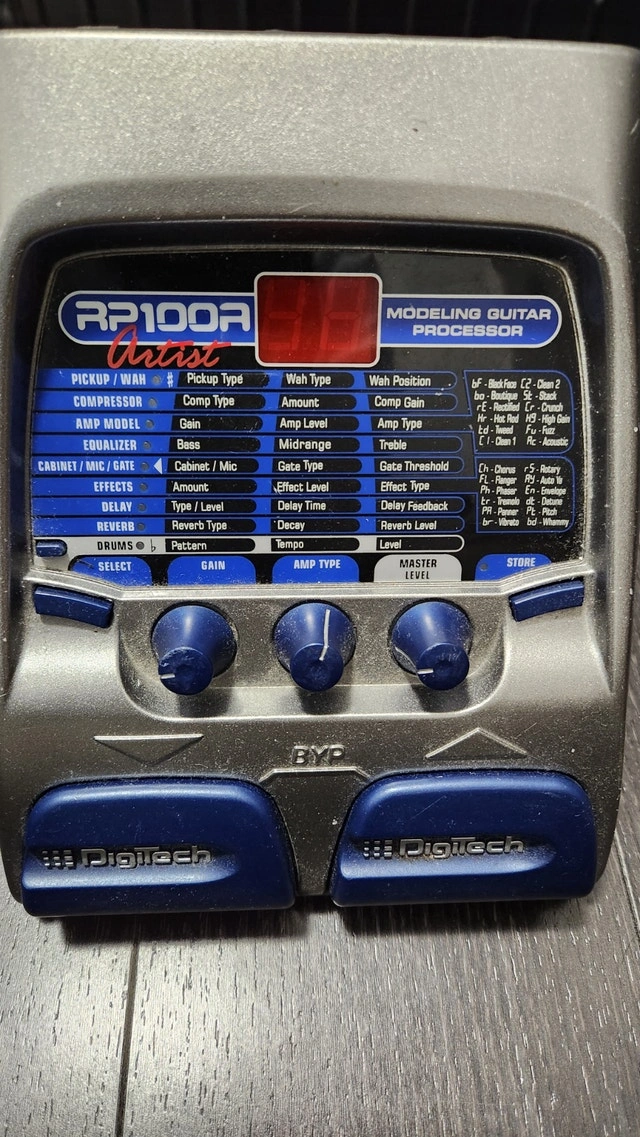 RP100A
Artist
MODELING GUITAR
PROCESSOR
PICKUP / WAH # Pickup Type Wah Type Wah Position
COMPRESSOR Comp Type Amount Comp Gain
AMP MODEL Gain Amp Level Amp Type
EQUALIZER Bass Midrange Treble
CABINET / MIC / GATE Cabinet / Mic Gate Type Gate Threshold
EFFECTS Amount Effect Level Effect Type
DELAY Type / Level Delay Time Delay Feedback
REVERB Reverb Type Decay Reverb Level
DRUMS ♭ Pattern Tempo Level
bF - Black Face C2 - Clean 2
bo - Boutique St - Stack
rE - Rectified Cr - Crunch
Hr - Hot Rod H9 - High Gain
td - Tweed Fu - Fuzz
C1 - Clean 1 Ac - Acoustic
Ch - Chorus r5 - Rotary
FL - Flanger AY - Auto Ya
Ph - Phaser En - Envelope
tr - Tremolo dt - Detune
PA - Panner Pt - Pitch
br - Vibrato bd - Whammy
SELECT GAIN AMP TYPE MASTER LEVEL STORE
BYP
DigiTech DigiTech